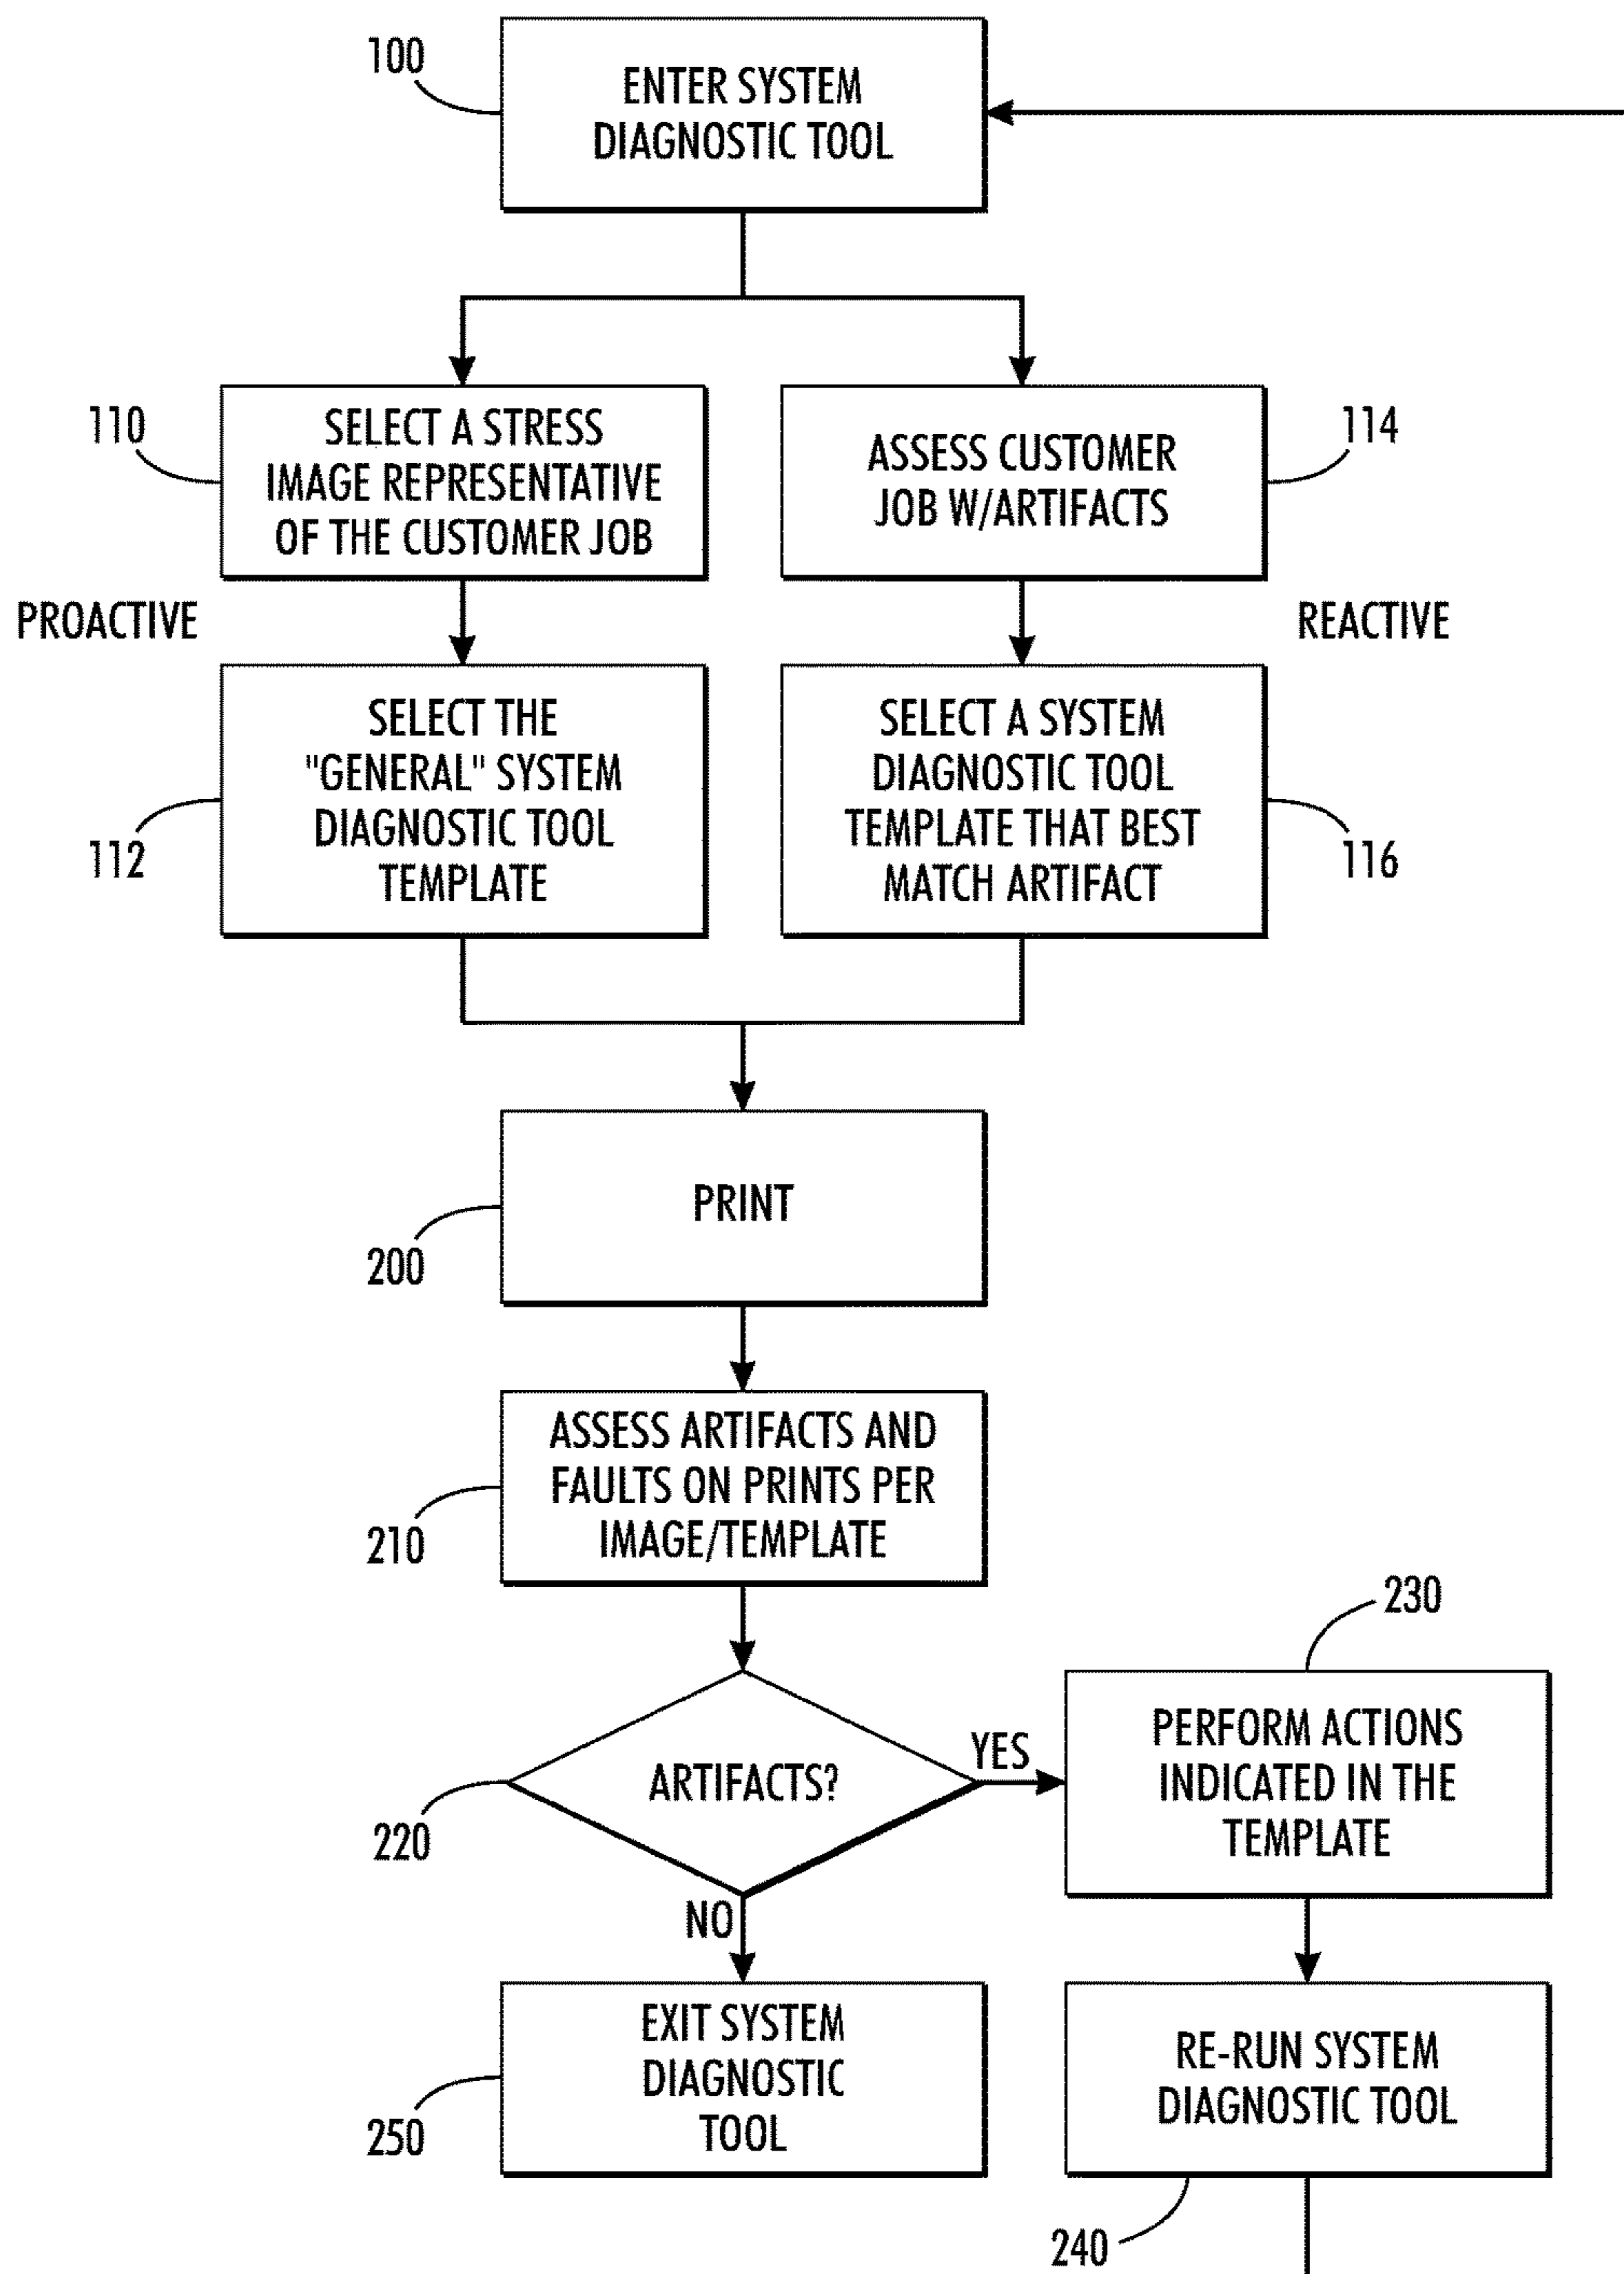 100
ENTER SYSTEM
DIAGNOSTIC TOOL
110
SELECT A STRESS
IMAGE REPRESENTATIVE
OF THE CUSTOMER JOB
ASSESS CUSTOMER
JOB W/ARTIFACTS
114
PROACTIVE
REACTIVE
112
SELECT THE
"GENERAL" SYSTEM
DIAGNOSTIC TOOL
TEMPLATE
SELECT A SYSTEM
DIAGNOSTIC TOOL
TEMPLATE THAT BEST
MATCH ARTIFACT
116
PRINT
200
ASSESS ARTIFACTS AND
FAULTS ON PRINTS PER
IMAGE/TEMPLATE
210
ARTIFACTS?
220
YES
NO
230
PERFORM ACTIONS
INDICATED IN THE
TEMPLATE
EXIT SYSTEM
DIAGNOSTIC
TOOL
250
RE-RUN SYSTEM
DIAGNOSTIC TOOL
240